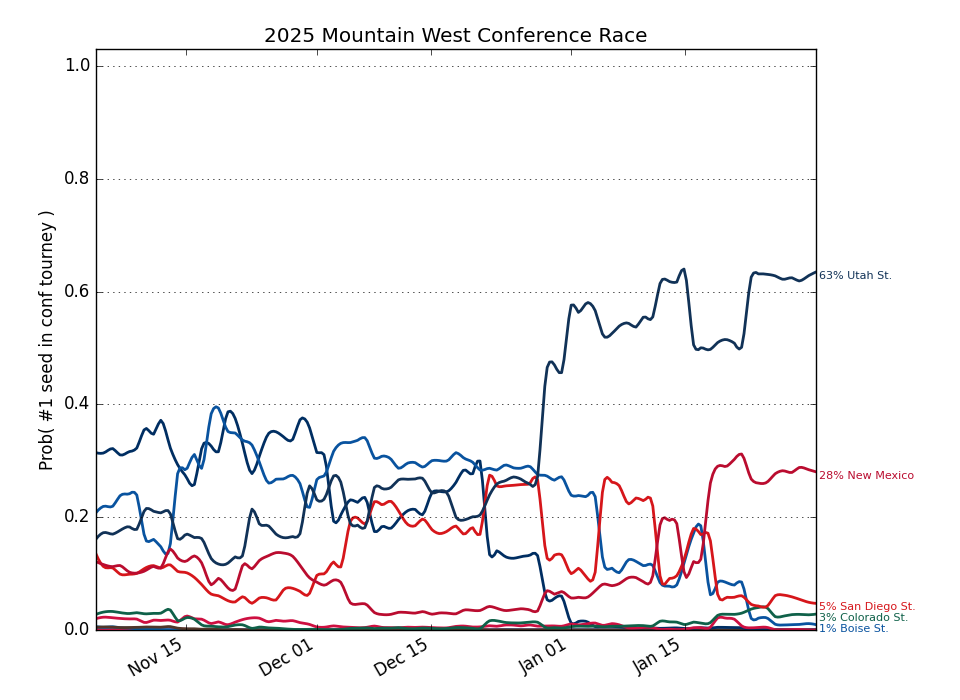 2025 Mountain West Conference Race
Prob( #1 seed in conf tourney )
1.0
0.8
0.6
0.4
0.2
0.0
Nov 15
Dec 01
Dec 15
Jan 01
Jan 15
63% Utah St.
28% New Mexico
5% San Diego St.
3% Colorado St.
1% Boise St.